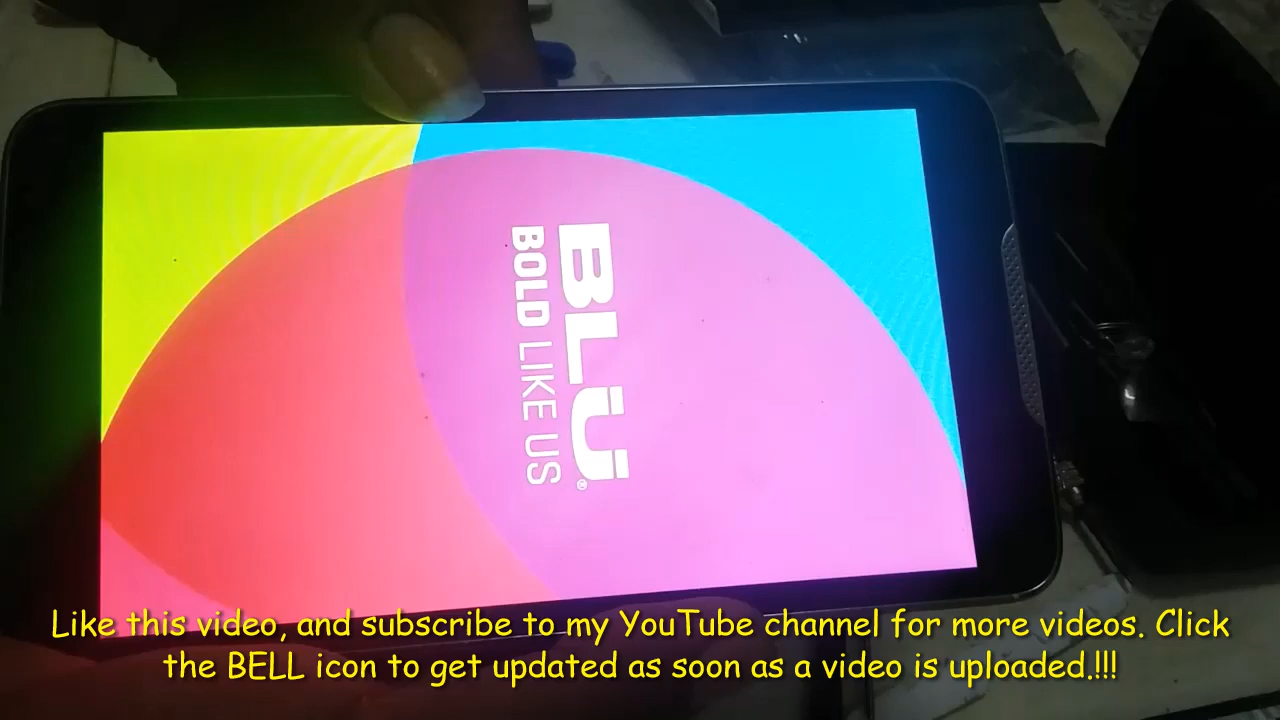 BLU®
BOLD LIKE US
Like this video, and subscribe to my YouTube channel for more videos. Click
the BELL icon to get updated as soon as a video is uploaded.!!!